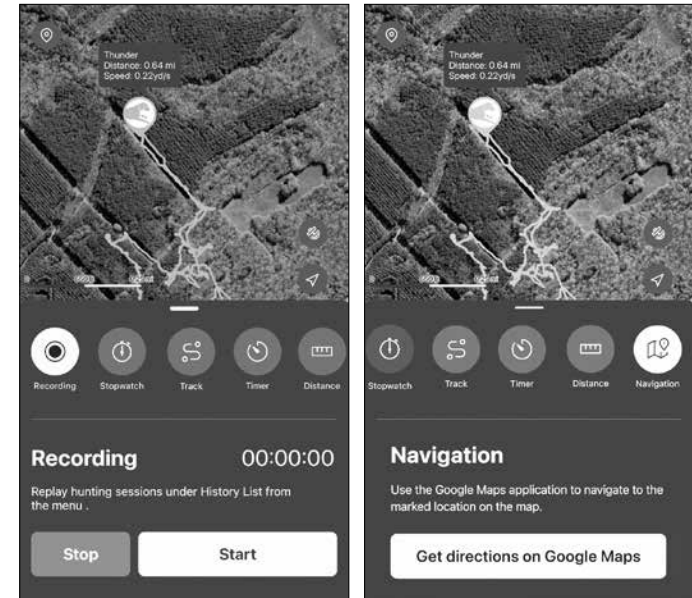 Thunder
Distance: 0.64 mi
Speed: 0.22yd/s
Recording
Stopwatch
Track
Timer
Distance
Recording
00:00:00
Replay hunting sessions under History List from
the menu .
Stop
Start
Thunder
Distance: 0.64 mi
Speed: 0.22yd/s
Stopwatch
Track
Timer
Distance
Navigation
Navigation
Use the Google Maps application to navigate to the
marked location on the map.
Get directions on Google Maps